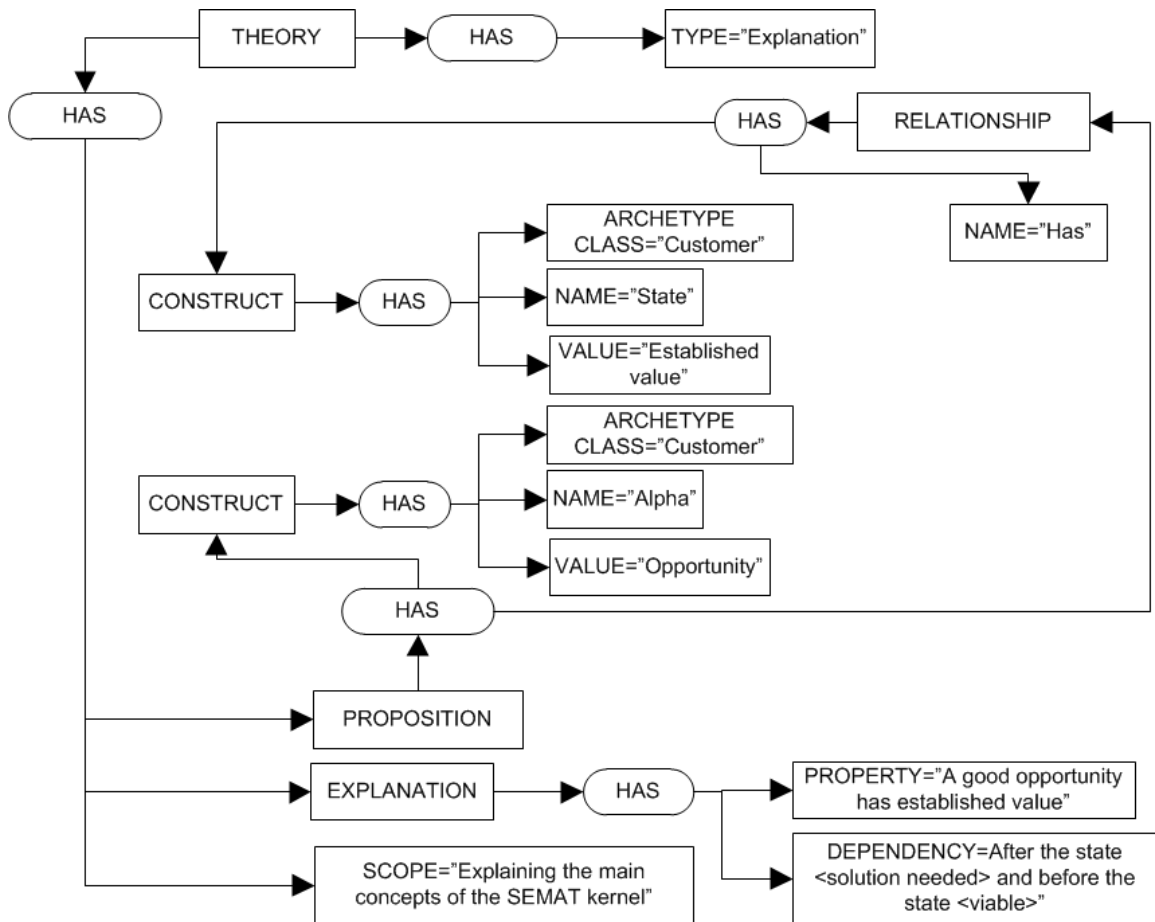 THEORY
HAS
TYPE=”Explanation”
HAS
HAS
RELATIONSHIP
NAME=”Has”
ARCHETYPE
CLASS=”Customer”
CONSTRUCT
HAS
NAME=”State”
VALUE=”Established
value”
ARCHETYPE
CLASS=”Customer”
CONSTRUCT
HAS
NAME=”Alpha”
VALUE=”Opportunity”
HAS
PROPOSITION
EXPLANATION
HAS
PROPERTY=”A good opportunity
has established value”
SCOPE=”Explaining the main
concepts of the SEMAT kernel”
DEPENDENCY=After the state
<solution needed> and before the
state <viable>”